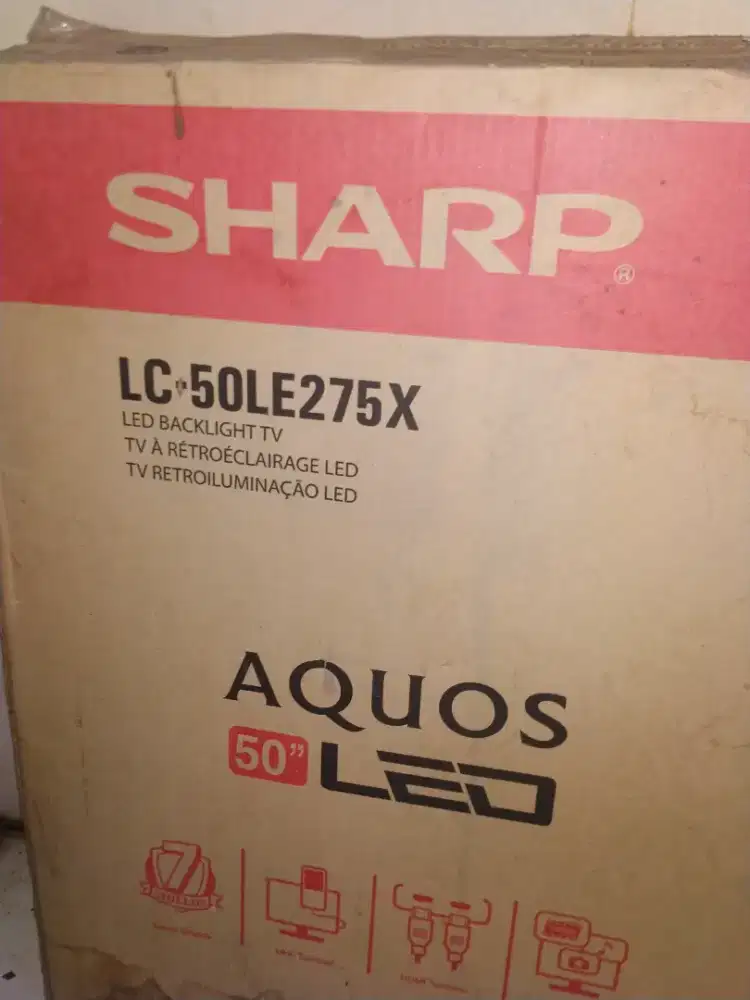 SHARP®
LC-50LE275X
LED BACKLIGHT TV
TV À RÉTROÉCLAIRAGE LED
TV RETROILUMINAÇÃO LED
AQUOS
50” LED
7